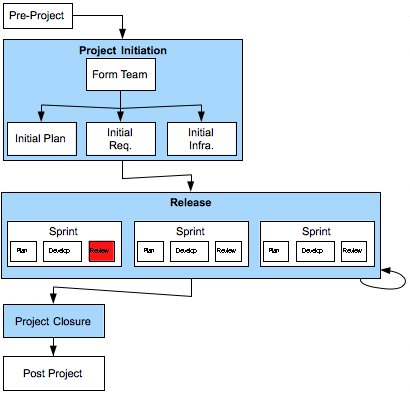 Pre-Project
Project Initiation
Form Team
Initial Plan
Initial
Req.
Initial
Infra.
Release
Sprint
Plan
Develop
Review
Sprint
Plan
Develop
Review
Sprint
Plan
Develop
Review
Project Closure
Post Project